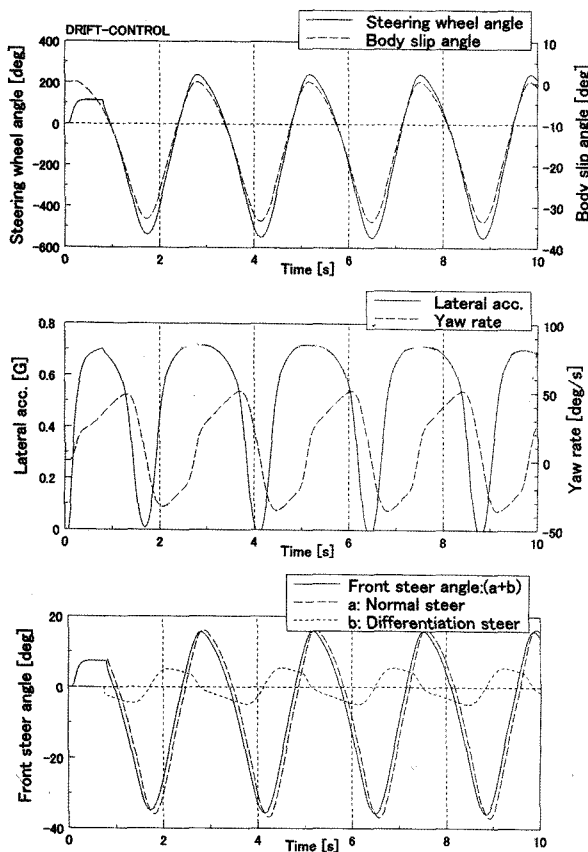 Steering wheel angle
Body slip angle
DRIFT-CONTROL
400
200
0
-200
-400
-600
Steering wheel angle [deg]
10
0
-10
-20
-30
-40
Body slip angle [deg]
0 2 4 6 8 10
Time [s]
Lateral acc.
Yaw rate
0.8
0.6
0.4
0.2
0
Lateral acc. [G]
100
50
0
-50
Yaw rate [deg/s]
0 2 4 6 8 10
Time [s]
Front steer angle:(a+b)
a: Normal steer
b: Differentiation steer
20
0
-20
-40
Front steer angle [deg]
0 2 4 6 8 10
Time [s]